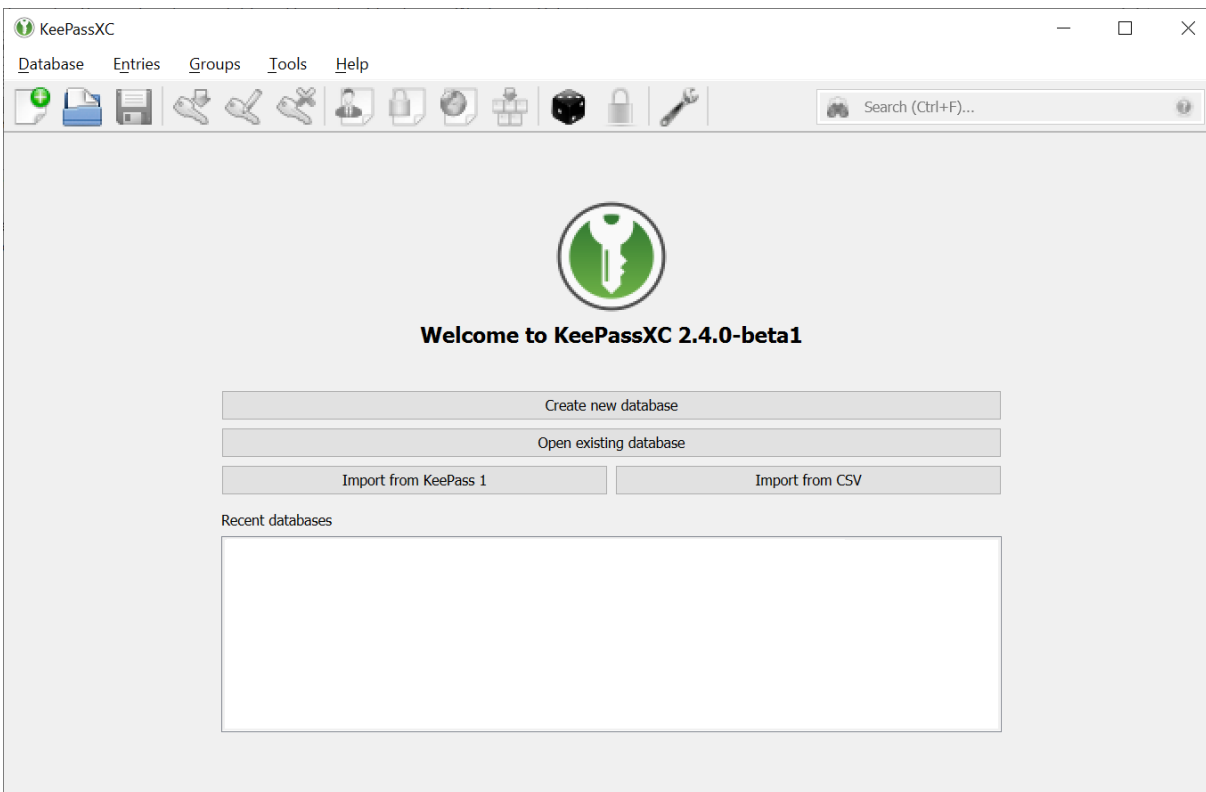 KeePassXC
Database Entries Groups Tools Help
Search (Ctrl+F)...
Welcome to KeePassXC 2.4.0-beta1
Create new database
Open existing database
Import from KeePass 1 Import from CSV
Recent databases